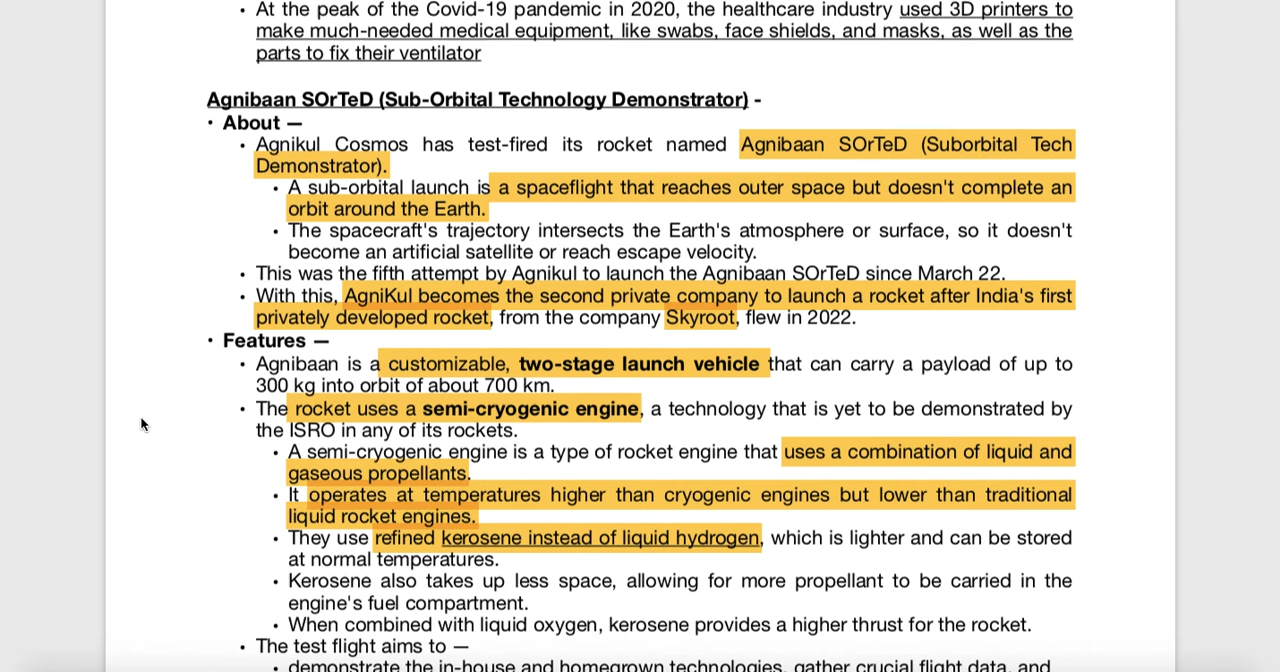 • At the peak of the Covid-19 pandemic in 2020, the healthcare industry used 3D printers to
make much-needed medical equipment, like swabs, face shields, and masks, as well as the
parts to fix their ventilator
Agnibaan SOrTeD (Sub-Orbital Technology Demonstrator) -
• About —
• Agnikul Cosmos has test-fired its rocket named Agnibaan SOrTeD (Suborbital Tech
Demonstrator).
• A sub-orbital launch is a spaceflight that reaches outer space but doesn't complete an
orbit around the Earth.
• The spacecraft's trajectory intersects the Earth's atmosphere or surface, so it doesn't
become an artificial satellite or reach escape velocity.
• This was the fifth attempt by Agnikul to launch the Agnibaan SOrTeD since March 22.
• With this, AgniKul becomes the second private company to launch a rocket after India's first
privately developed rocket, from the company Skyroot, flew in 2022.
• Features —
• Agnibaan is a customizable, two-stage launch vehicle that can carry a payload of up to
300 kg into orbit of about 700 km.
• The rocket uses a semi-cryogenic engine, a technology that is yet to be demonstrated by
the ISRO in any of its rockets.
• A semi-cryogenic engine is a type of rocket engine that uses a combination of liquid and
gaseous propellants.
• It operates at temperatures higher than cryogenic engines but lower than traditional
liquid rocket engines.
• They use refined kerosene instead of liquid hydrogen, which is lighter and can be stored
at normal temperatures.
• Kerosene also takes up less space, allowing for more propellant to be carried in the
engine's fuel compartment.
• When combined with liquid oxygen, kerosene provides a higher thrust for the rocket.
• The test flight aims to —
• demonstrate the in-house and homegrown technologies, gather crucial flight data, and